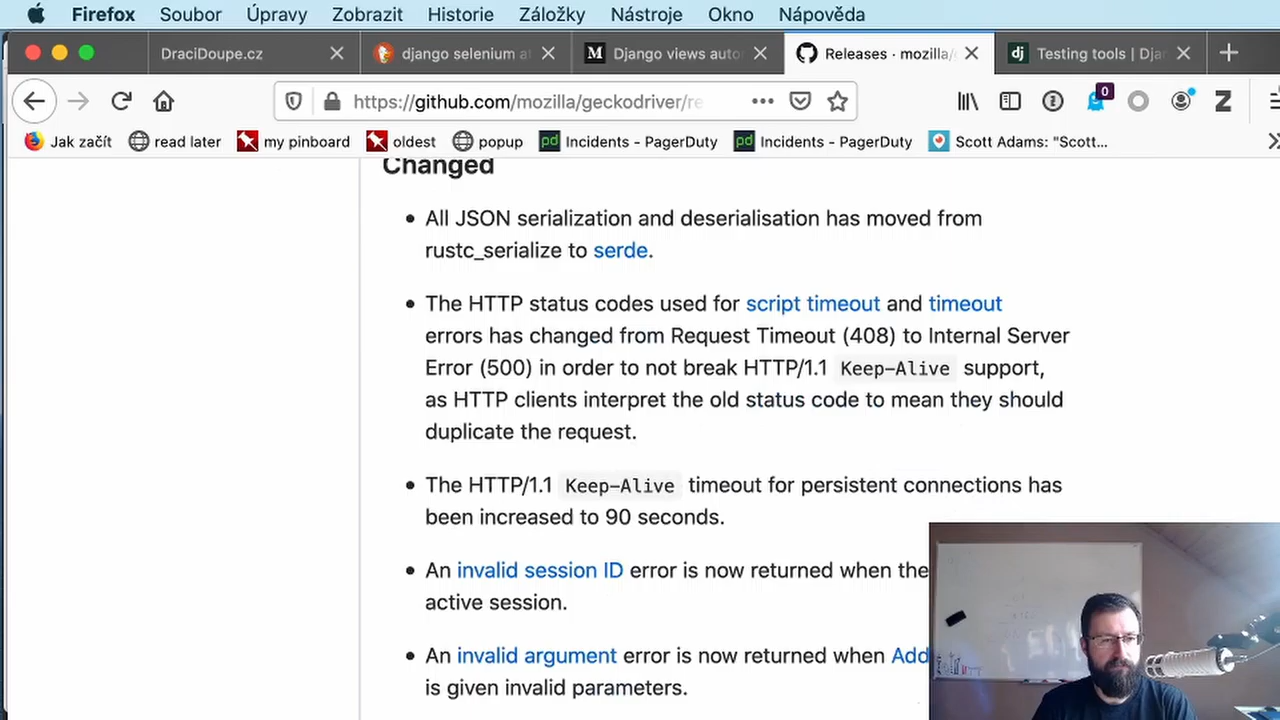 Firefox Soubor Úpravy Zobrazit Historie Záložky Nástroje Okno Nápověda
DraciDoupe.cz django selenium Django views auto Releases · mozilla/ Testing tools | Dja
https://github.com/mozilla/geckodriver/re 0
Jak začít read later my pinboard oldest popup pd Incidents - PagerDuty pd Incidents - PagerDuty Scott Adams: "Scott...
Changed
All JSON serialization and deserialisation has moved from
rustc_serialize to serde.
The HTTP status codes used for script timeout and timeout
errors has changed from Request Timeout (408) to Internal Server
Error (500) in order to not break HTTP/1.1 Keep-Alive support,
as HTTP clients interpret the old status code to mean they should
duplicate the request.
The HTTP/1.1 Keep-Alive timeout for persistent connections has
been increased to 90 seconds.
An invalid session ID error is now returned when the
active session.
An invalid argument error is now returned when Add
is given invalid parameters.